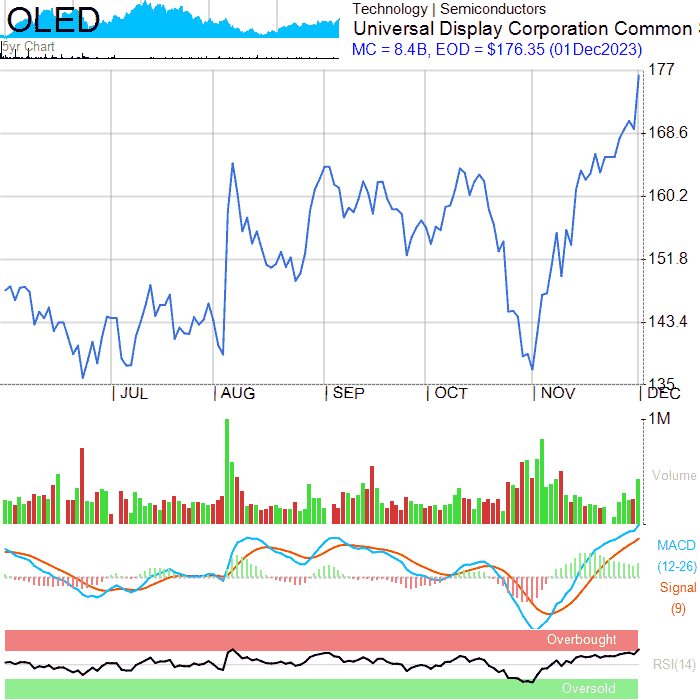 OLED
5yr Chart
Technology | Semiconductors
Universal Display Corporation Common
MC = 8.4B, EOD = $176.35 (01Dec2023)
177
168.6
160.2
151.8
143.4
135
JUL AUG SEP OCT NOV DEC
1M
Volume
MACD
(12-26)
Signal
(9)
Overbought
RSI(14)
Oversold